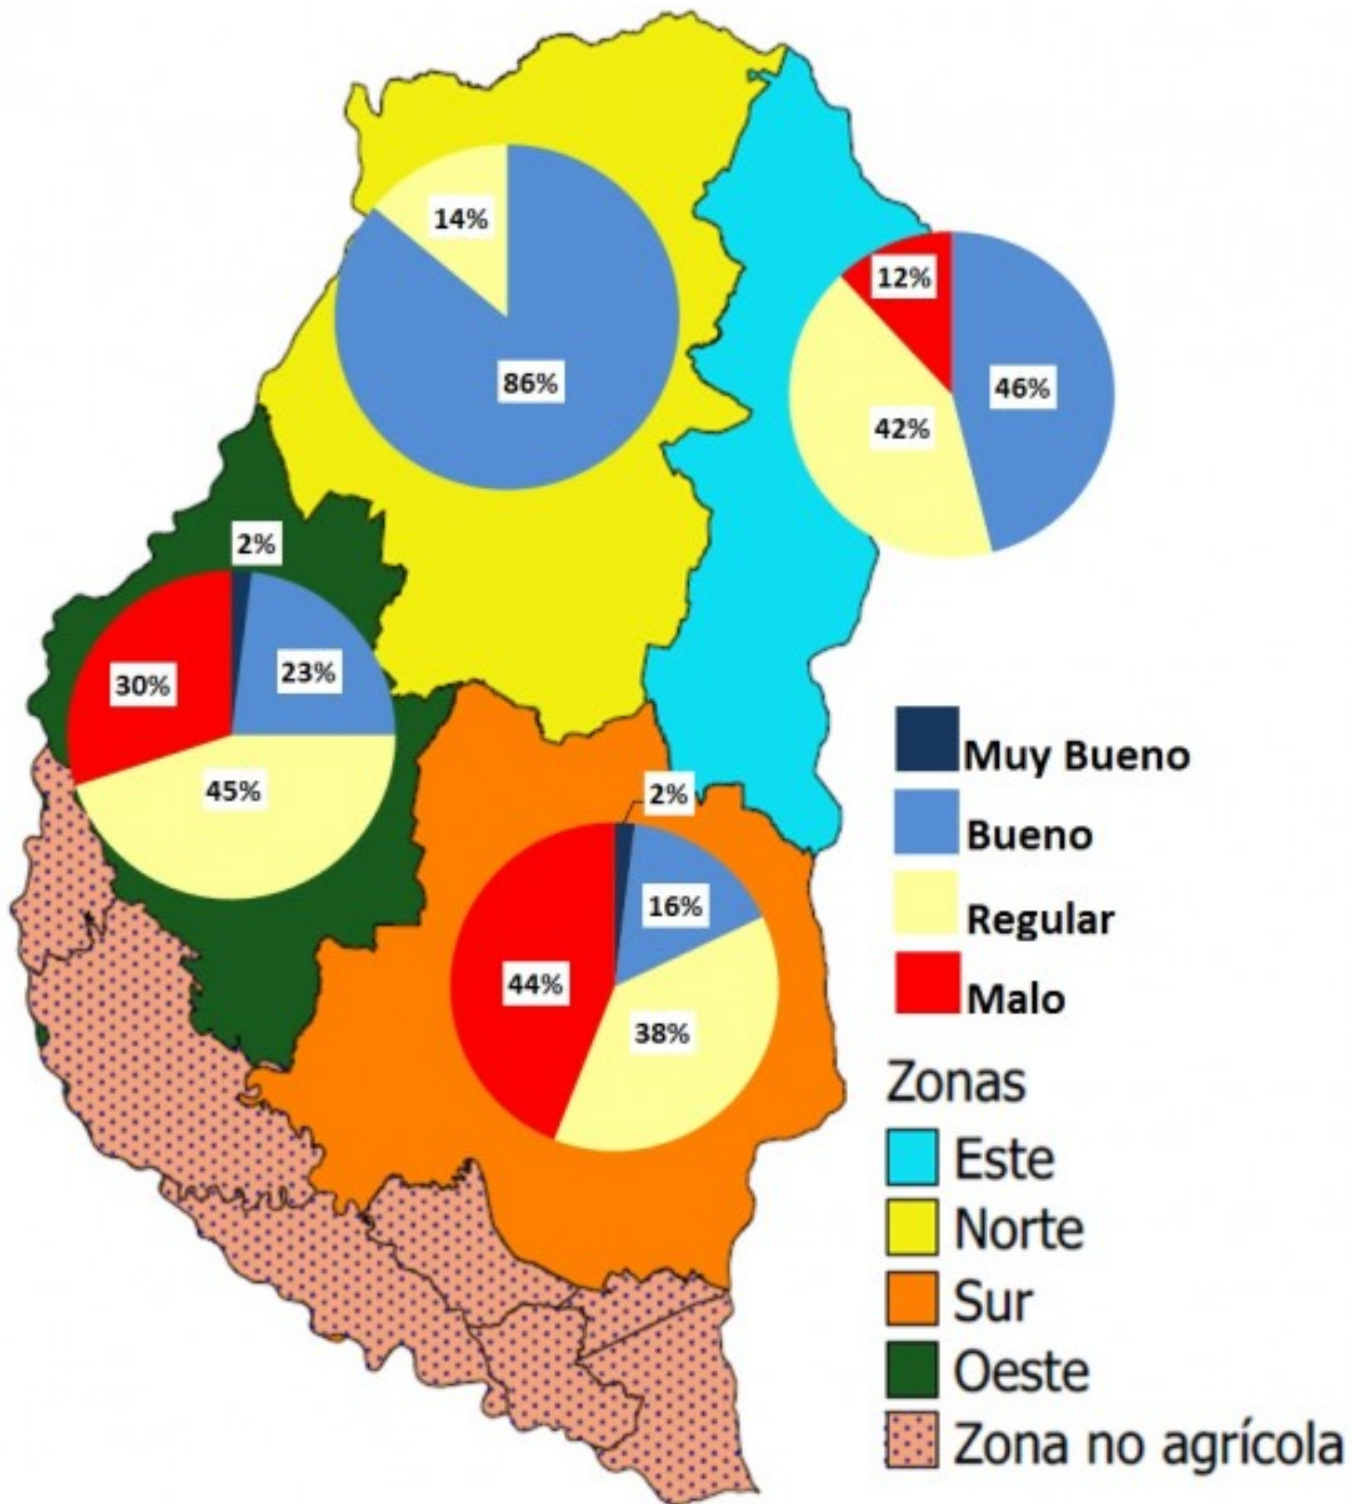 14%
86%
12%
46%
42%
2%
30%
23%
45%
2%
16%
44%
38%
Muy Bueno
Bueno
Regular
Malo
Zonas
Este
Norte
Sur
Oeste
Zona no agrícola